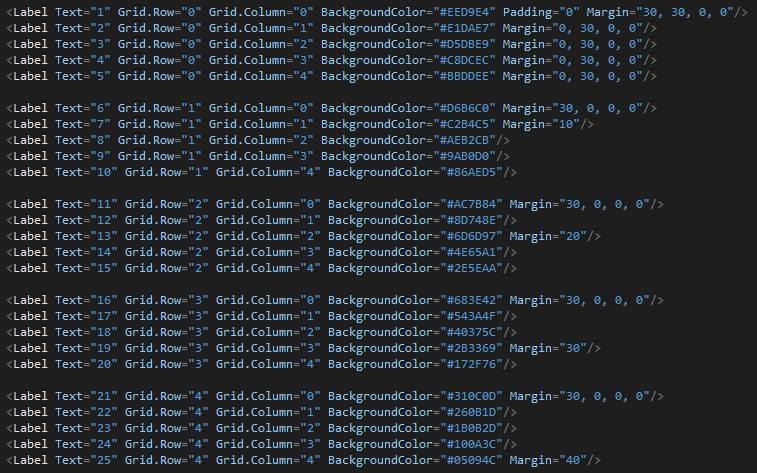 <Label Text="1" Grid.Row="0" Grid.Column="0" BackgroundColor="#EED9E4" Padding="0" Margin="30, 30, 0, 0"/>
<Label Text="2" Grid.Row="0" Grid.Column="1" BackgroundColor="#E1DAE7" Margin="0, 30, 0, 0"/>
<Label Text="3" Grid.Row="0" Grid.Column="2" BackgroundColor="#D5DBE9" Margin="0, 30, 0, 0"/>
<Label Text="4" Grid.Row="0" Grid.Column="3" BackgroundColor="#C8DCEC" Margin="0, 30, 0, 0"/>
<Label Text="5" Grid.Row="0" Grid.Column="4" BackgroundColor="#BBDDEE" Margin="0, 30, 0, 0"/>
<Label Text="6" Grid.Row="1" Grid.Column="0" BackgroundColor="#D6B6C0" Margin="30, 0, 0, 0"/>
<Label Text="7" Grid.Row="1" Grid.Column="1" BackgroundColor="#C2B4C5" Margin="10"/>
<Label Text="8" Grid.Row="1" Grid.Column="2" BackgroundColor="#AEB2CB"/>
<Label Text="9" Grid.Row="1" Grid.Column="3" BackgroundColor="#9AB0D0"/>
<Label Text="10" Grid.Row="1" Grid.Column="4" BackgroundColor="#86AED5"/>
<Label Text="11" Grid.Row="2" Grid.Column="0" BackgroundColor="#AC7B84" Margin="30, 0, 0, 0"/>
<Label Text="12" Grid.Row="2" Grid.Column="1" BackgroundColor="#8D748E"/>
<Label Text="13" Grid.Row="2" Grid.Column="2" BackgroundColor="#6D6D97" Margin="20"/>
<Label Text="14" Grid.Row="2" Grid.Column="3" BackgroundColor="#4E65A1"/>
<Label Text="15" Grid.Row="2" Grid.Column="4" BackgroundColor="#2E5EAA"/>
<Label Text="16" Grid.Row="3" Grid.Column="0" BackgroundColor="#683E42" Margin="30, 0, 0, 0"/>
<Label Text="17" Grid.Row="3" Grid.Column="1" BackgroundColor="#543A4F"/>
<Label Text="18" Grid.Row="3" Grid.Column="2" BackgroundColor="#40375C"/>
<Label Text="19" Grid.Row="3" Grid.Column="3" BackgroundColor="#2B3369" Margin="30"/>
<Label Text="20" Grid.Row="3" Grid.Column="4" BackgroundColor="#172F76"/>
<Label Text="21" Grid.Row="4" Grid.Column="0" BackgroundColor="#310C0D" Margin="30, 0, 0, 0"/>
<Label Text="22" Grid.Row="4" Grid.Column="1" BackgroundColor="#260B1D"/>
<Label Text="23" Grid.Row="4" Grid.Column="2" BackgroundColor="#1B0B2D"/>
<Label Text="24" Grid.Row="4" Grid.Column="3" BackgroundColor="#100A3C"/>
<Label Text="25" Grid.Row="4" Grid.Column="4" BackgroundColor="#05094C" Margin="40"/>